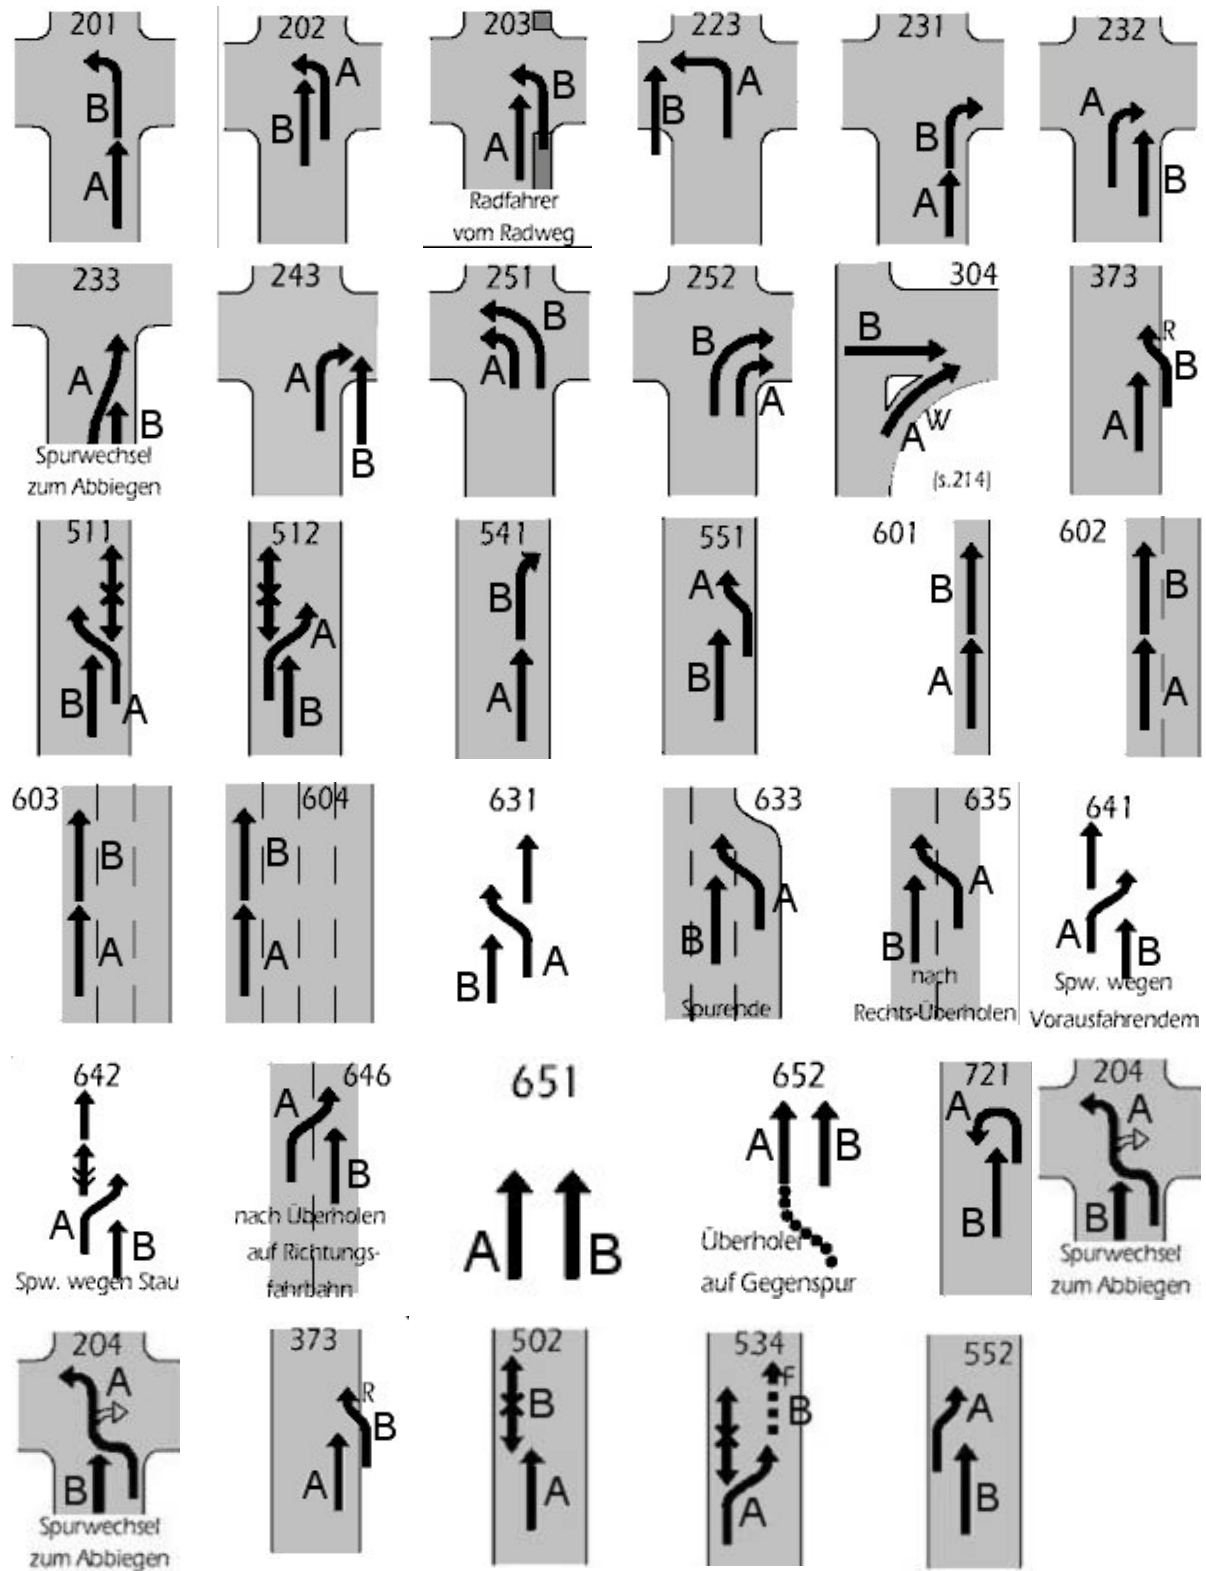 201 202 203 223 231 232
B A B A B A
A B A B A B
Radfahrer
vom Radweg
233 243 251 252 304 373
A A B B B R
B B A A A W B A
Spurwechsel
zum Abbiegen
(s.214)
511 512 541 551 601 602
B A A B B A B B
A B A A
603 604 631 633 635 641
B B A A
A A B A B B A B
Spurende
nach
Rechts-Überholen
Spw. wegen
Vorausfahrendem
642 646 651 652 721 204
A A A B A A
A B B B B B
Spw. wegen Stau
nach Überholen
auf Richtungs-
fahrbahn
Überholer
auf Gegenspur
Spurwechsel
zum Abbiegen
204 373 502 534 552
A R B F A
B B A A B A B
Spurwechsel
zum Abbiegen